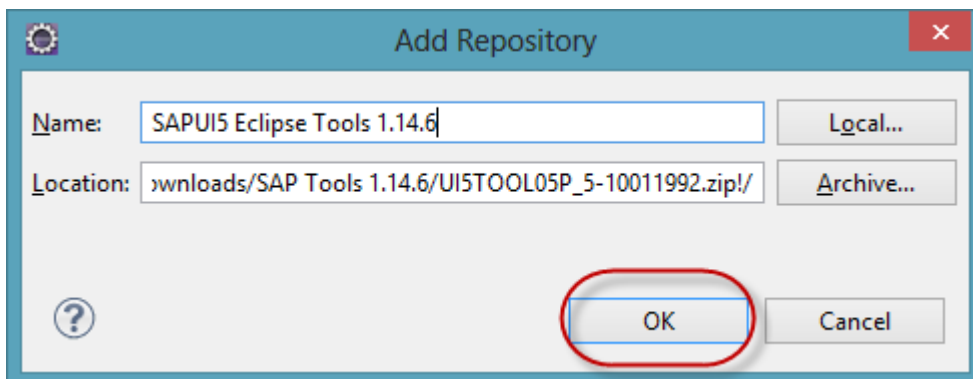 Add Repository
Name: SAPUI5 Eclipse Tools 1.14.6 Local...
Location: ownloads/SAP Tools 1.14.6/UI5TOOL05P_5-10011992.zip!/ Archive...
? OK Cancel